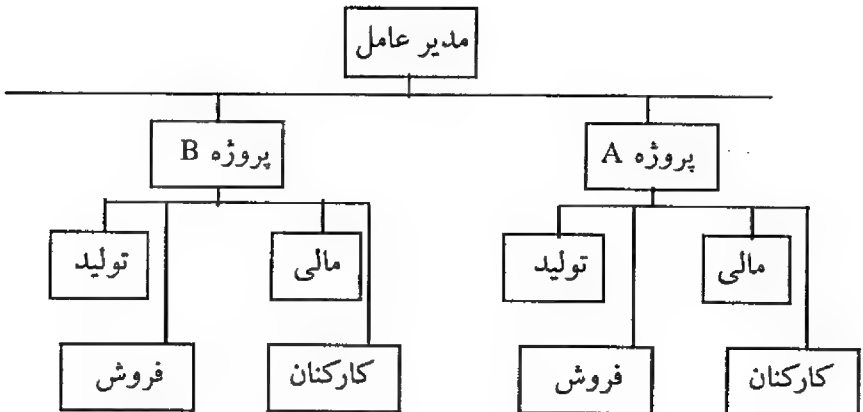 مدیر عامل
پروژه A
پروژه B
مالی
تولید
مالی
تولید
کارکنان
فروش
کارکنان
فروش